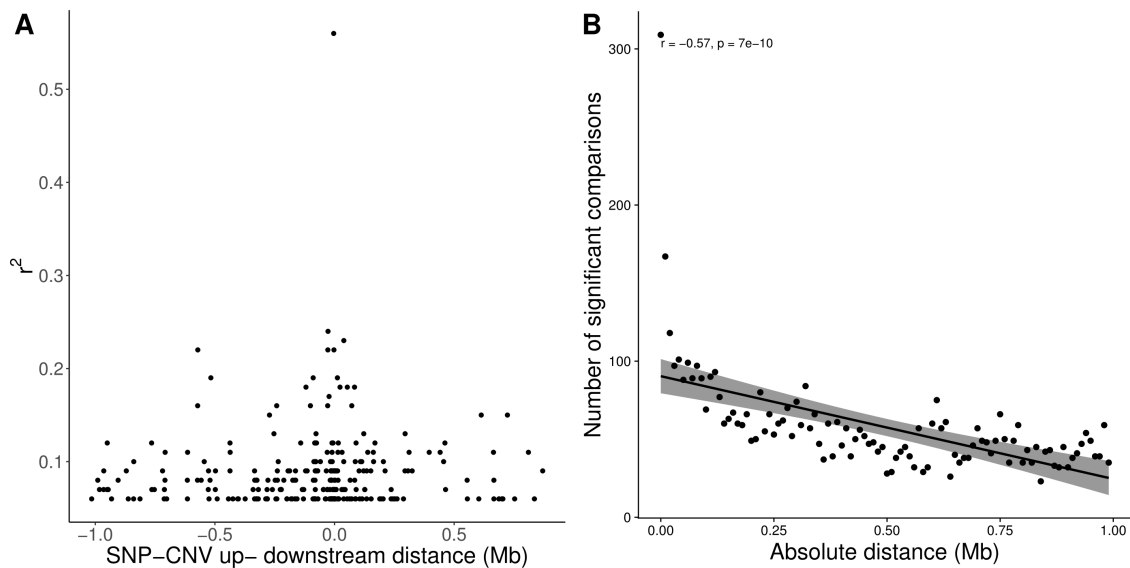 A
r²
0.5
0.4
0.3
0.2
0.1
−1.0 −0.5 0.0 0.5
SNP−CNV up− downstream distance (Mb)
B
r = −0.57, p = 7e−10
Number of significant comparisons
300
200
100
0
0.00 0.25 0.50 0.75 1.00
Absolute distance (Mb)